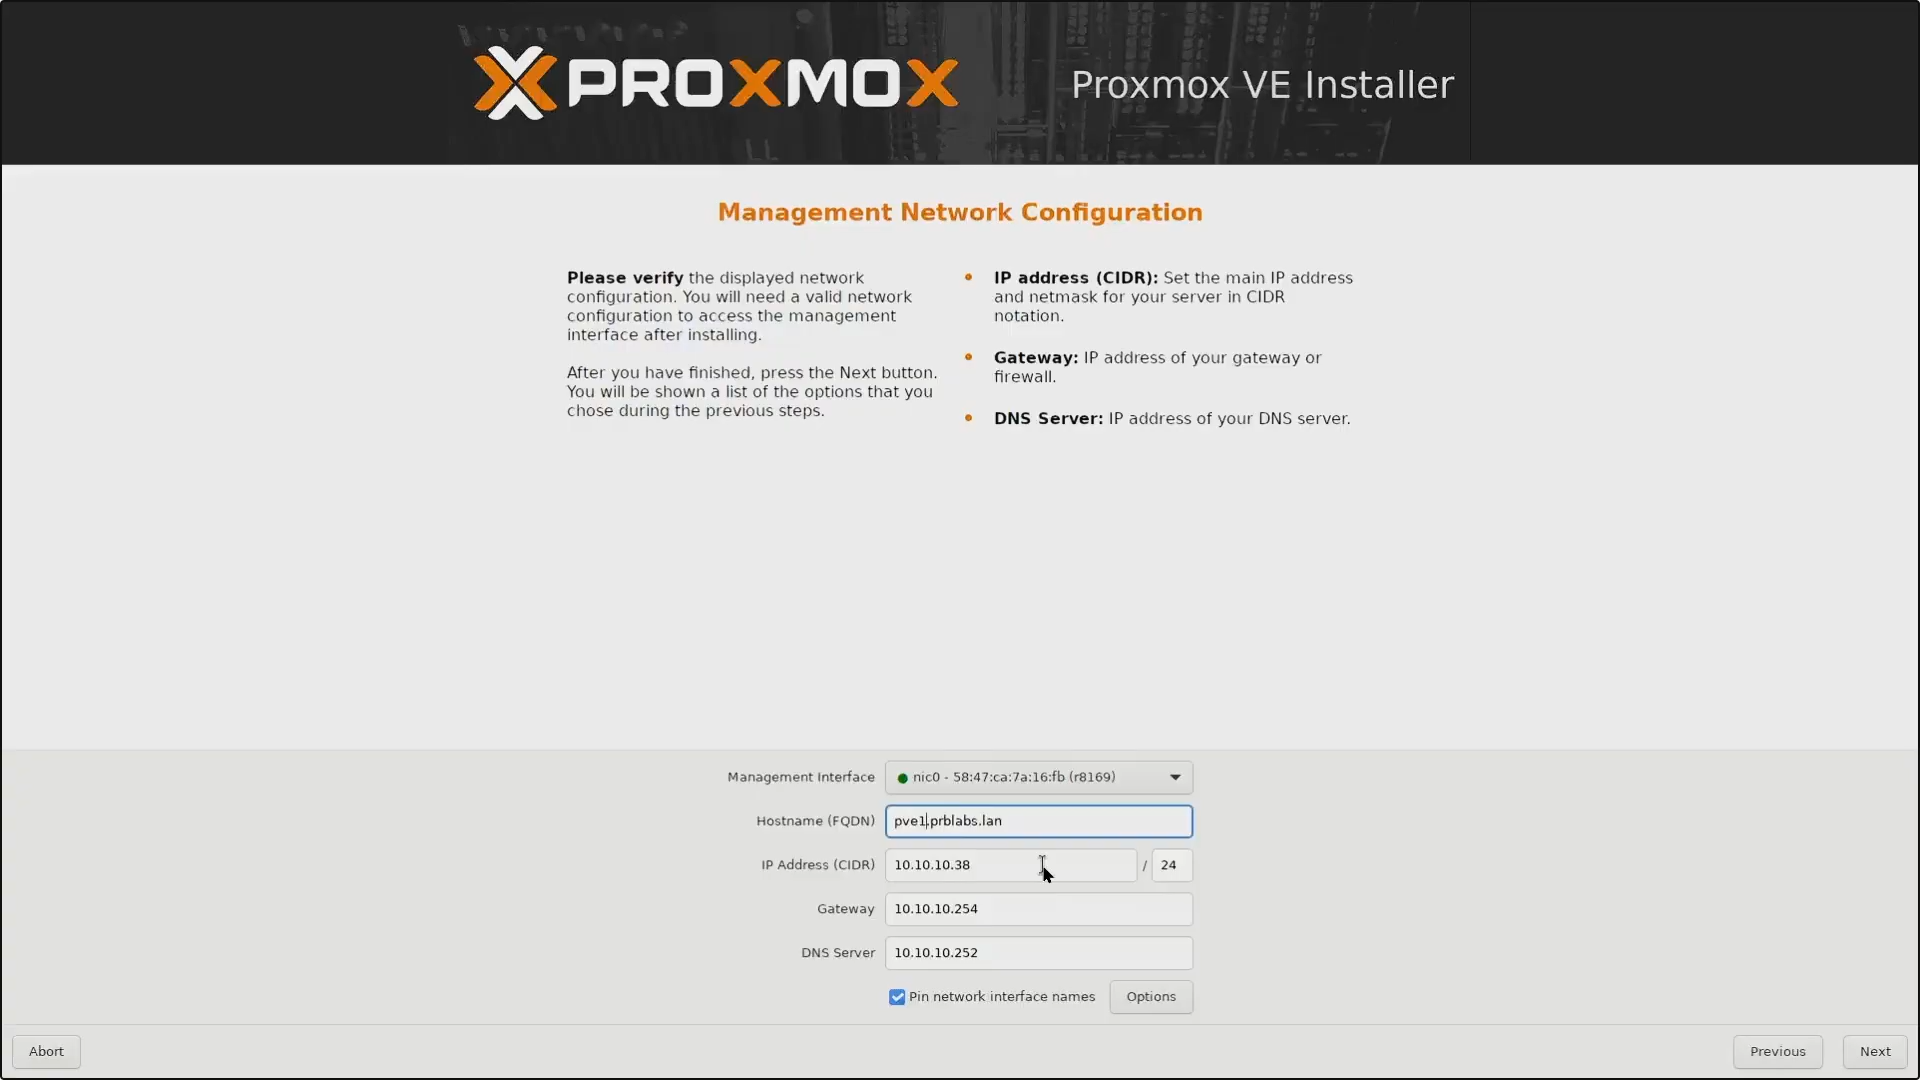 PROXMOX
Proxmox VE Installer
Management Network Configuration
Please verify the displayed network
configuration. You will need a valid network
configuration to access the management
interface after installing.
After you have finished, press the Next button.
You will be shown a list of the options that you
chose during the previous steps.
IP address (CIDR): Set the main IP address
and netmask for your server in CIDR
notation.
Gateway: IP address of your gateway or
firewall.
DNS Server: IP address of your DNS server.
Management Interface nic0 - 58:47:ca:7a:16:fb (r8169)
Hostname (FQDN) pve1.prblabs.lan
IP Address (CIDR) 10.10.10.38 / 24
Gateway 10.10.10.254
DNS Server 10.10.10.252
Pin network interface names Options
Abort Previous Next